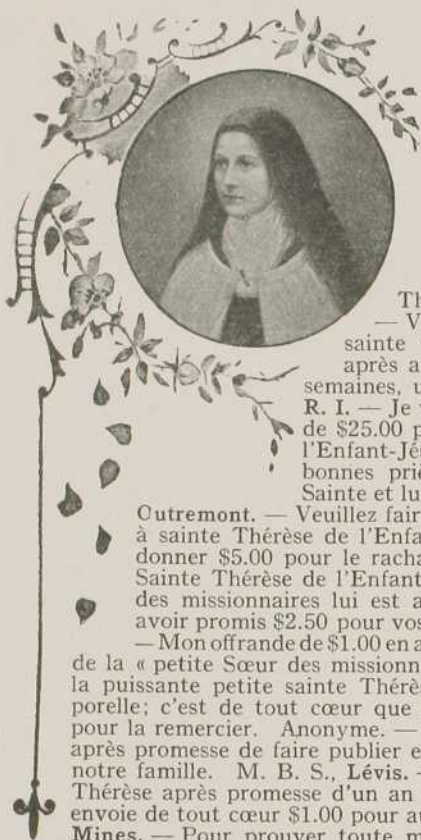 Th
— V
sainte
après a
semaines, u
R. I. — Je
de $25.00 p
l'Enfant-Jés
bonnes priè
Sainte et lu
Outremont. — Veuillez fair
à sainte Thérèse de l'Enfa
donner $5.00 pour le racha
Sainte Thérèse de l'Enfant
des missionnaires lui est a
avoir promis $2.50 pour vos
— Mon offrande de $1.00 en a
de la « petite Sœur des missionn
la puissante petite sainte Thérès
porelle; c'est de tout cœur que
pour la remercier. Anonyme. —
après promesse de faire publier e
notre famille. M. B. S., Lévis. -
Thérèse après promesse d'un an
envoie de tout cœur $1.00 pour au
Mines. — Pour prouver toute m